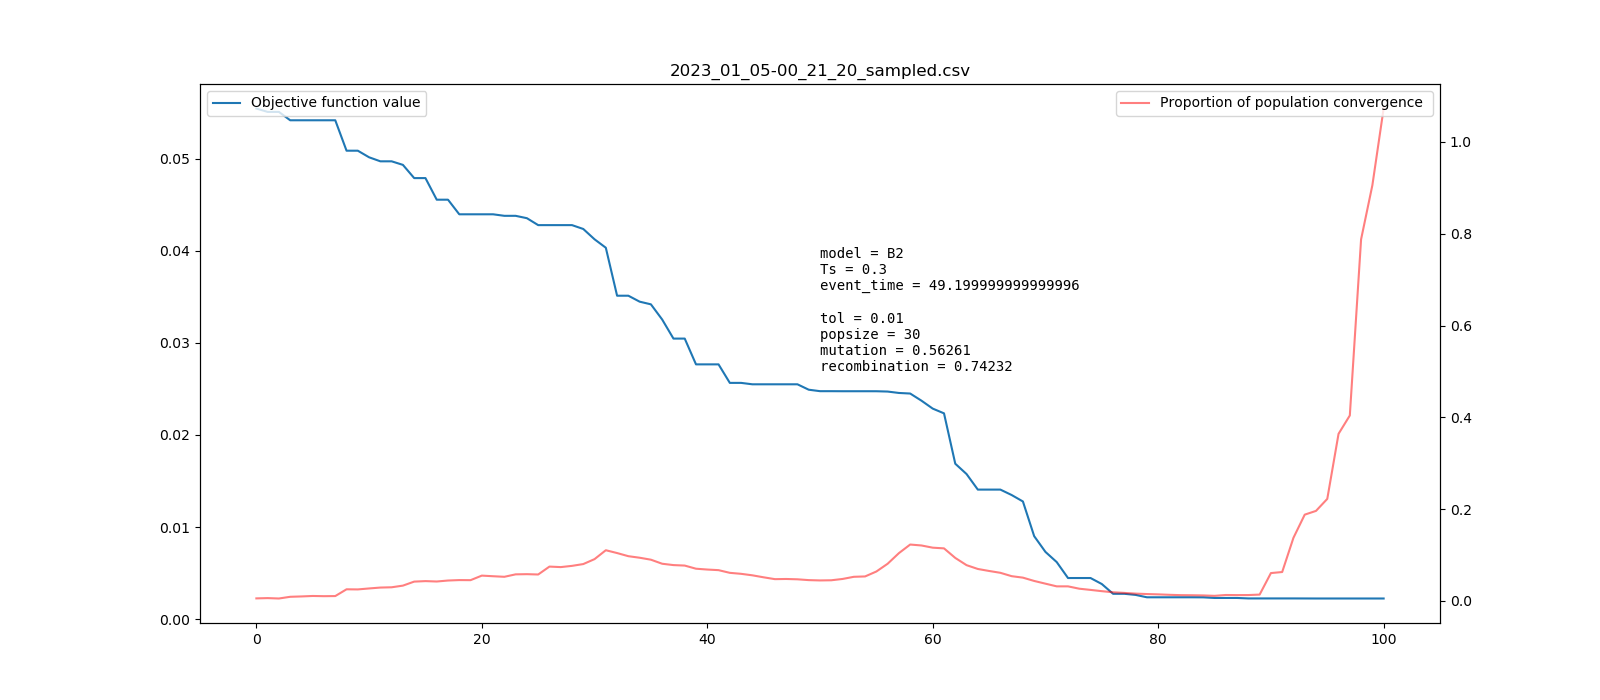 2023_01_05-00_21_20_sampled.csv
Objective function value
Proportion of population convergence
0.05
0.04
0.03
0.02
0.01
0.00
1.0
0.8
0.6
0.4
0.2
0.0
model = B2
Ts = 0.3
event_time = 49.199999999999996
tol = 0.01
popsize = 30
mutation = 0.56261
recombination = 0.74232
0 20 40 60 80 100